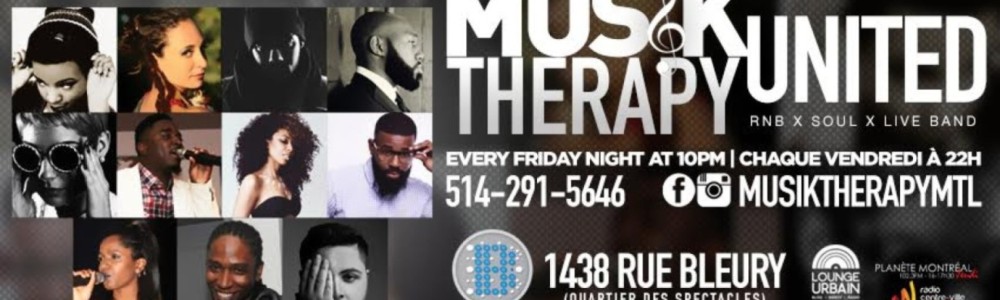 MUSIK
THERAPY
UNITED
RNB X SOUL X LIVE BAND
EVERY FRIDAY NIGHT AT 10PM | CHAQUE VENDREDI À 22H
514-291-5646 MUSIKTHERAPYMTL
1438 RUE BLEURY
(QUARTIER DES SPECTACLES)
LOUNGE
URBAIN
PLANÈTE MONTRÉAL
radio
centre-ville